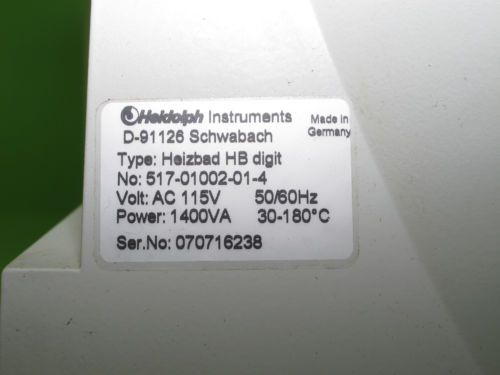 Heidolph Instruments
Made in
Germany
D-91126 Schwabach
Type: Heizbad HB digit
No: 517-01002-01-4
Volt: AC 115V 50/60Hz
Power: 1400VA 30-180°C
Ser.No: 070716238